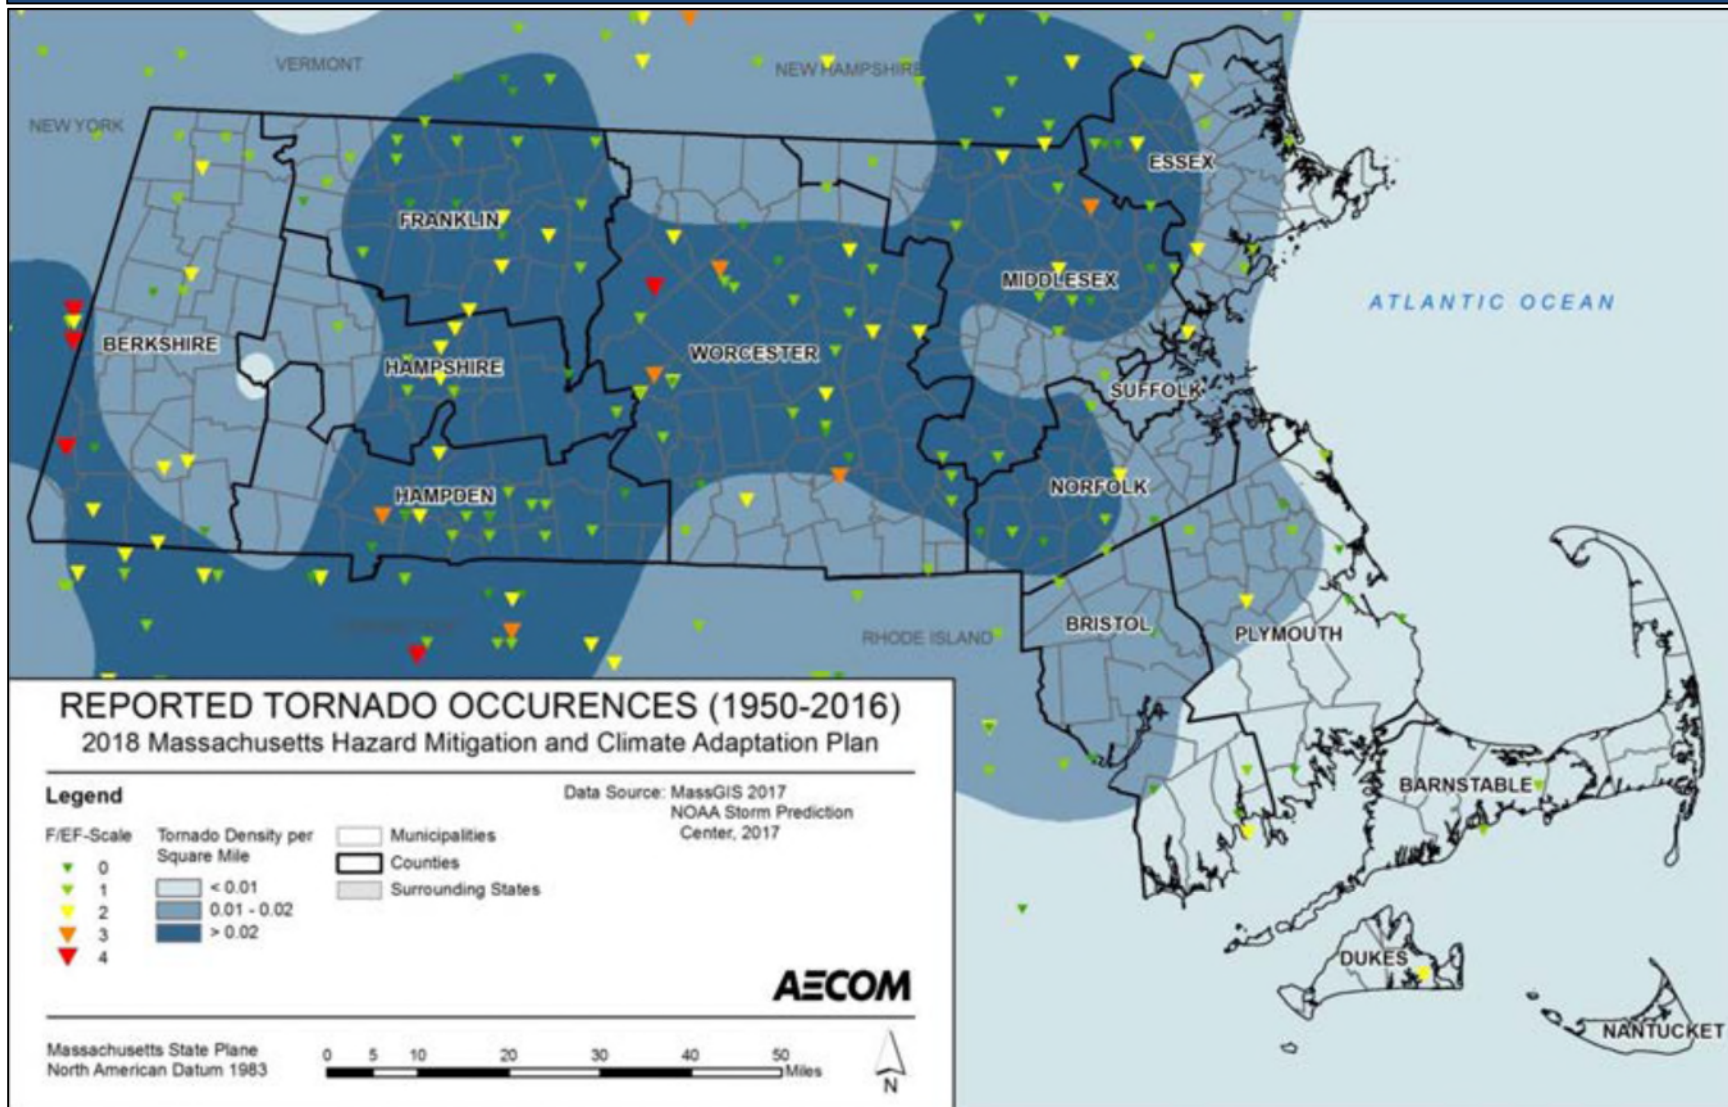 VERMONT
NEW HAMPSHIRE
NEW YORK
ESSEX
FRANKLIN
MIDDLESEX
ATLANTIC OCEAN
BERKSHIRE
WORCESTER
HAMPSHIRE
SUFFOLK
NORFOLK
HAMPDEN
BRISTOL
PLYMOUTH
RHODE ISLAND
BARNSTABLE
DUKES
NANTUCKET
REPORTED TORNADO OCCURENCES (1950-2016)
2018 Massachusetts Hazard Mitigation and Climate Adaptation Plan
Legend
F/EF-Scale
0
1
2
3
4
Tornado Density per
Square Mile
< 0.01
0.01 - 0.02
> 0.02
Municipalities
Counties
Surrounding States
Data Source: MassGIS 2017
NOAA Storm Prediction
Center, 2017
AECOM
Massachusetts State Plane
North American Datum 1983
0 5 10 20 30 40 50
Miles
N